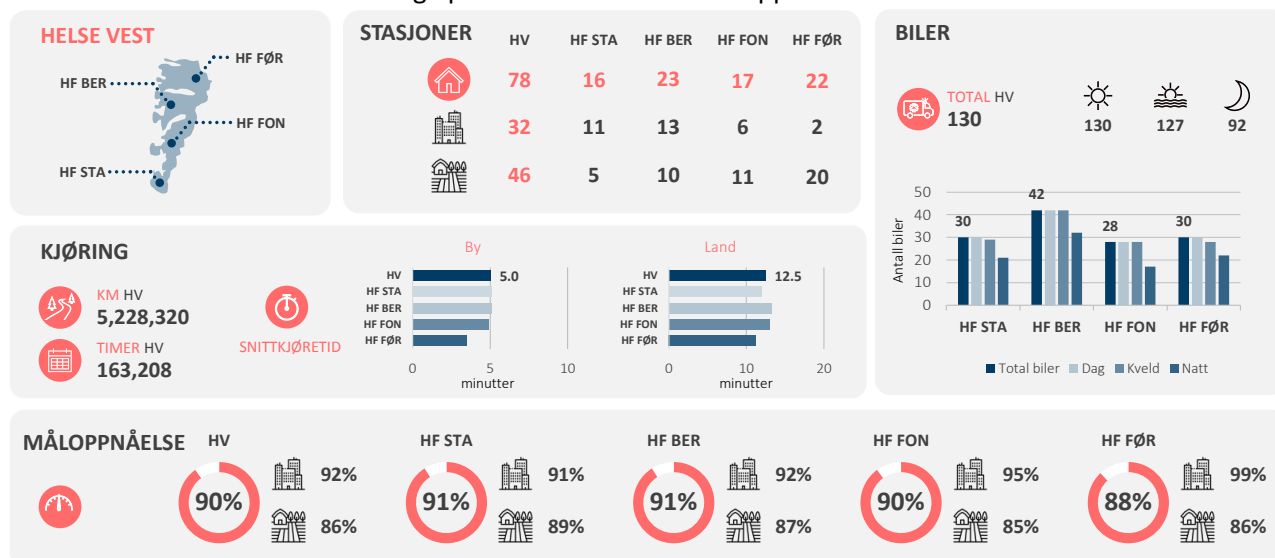 HELSE VEST
HF FØR
HF BER
HF FON
HF STA
STASJONER
HV HF STA HF BER HF FON HF FØR
78 16 23 17 22
32 11 13 6 2
46 5 10 11 20
BILER
TOTAL HV
130
130 127 92
50
40
30
20
10
0
Antall biler
30 42 28 30
HF STA HF BER HF FON HF FØR
Total biler Dag Kveld Natt
KJØRING
KM HV
5,228,320
TIMER HV
163,208
SNITTKJØRETID
By
HV 5.0
HF STA
HF BER
HF FON
HF FØR
0 5 10
minutter
Land
HV 12.5
HF STA
HF BER
HF FON
HF FØR
0 10 20
minutter
MÅLOPPNÅELSE
HV
90%
92%
86%
HF STA
91%
91%
89%
HF BER
91%
92%
87%
HF FON
90%
95%
85%
HF FØR
88%
99%
86%